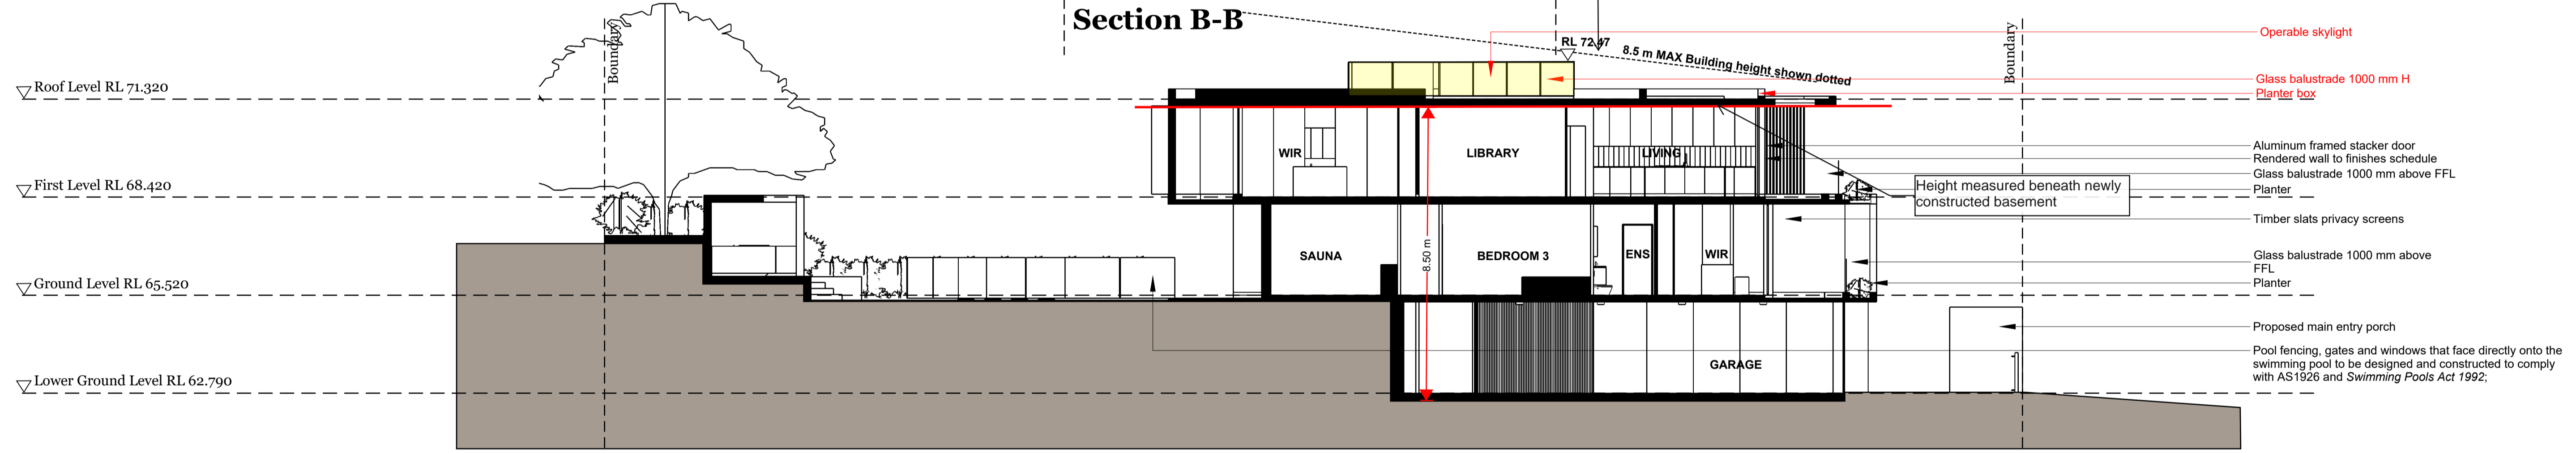 Section B-B
Boundary
RL 72.47
8.5 m MAX Building height shown dotted
Boundary
Operable skylight
Roof Level RL 71.320
Glass balustrade 1000 mm H
Planter box
Aluminum framed stacker door
WIR
LIBRARY
LIVING
Rendered wall to finishes schedule
Glass balustrade 1000 mm above FFL
First Level RL 68.420
Height measured beneath newly
constructed basement
Planter
Timber slats privacy screens
8.50 m
SAUNA
BEDROOM 3
ENS
WIR
Glass balustrade 1000 mm above
FFL
Ground Level RL 65.520
Planter
Proposed main entry porch
Pool fencing, gates and windows that face directly onto the
swimming pool to be designed and constructed to comply
with AS1926 and Swimming Pools Act 1992;
GARAGE
Lower Ground Level RL 62.790